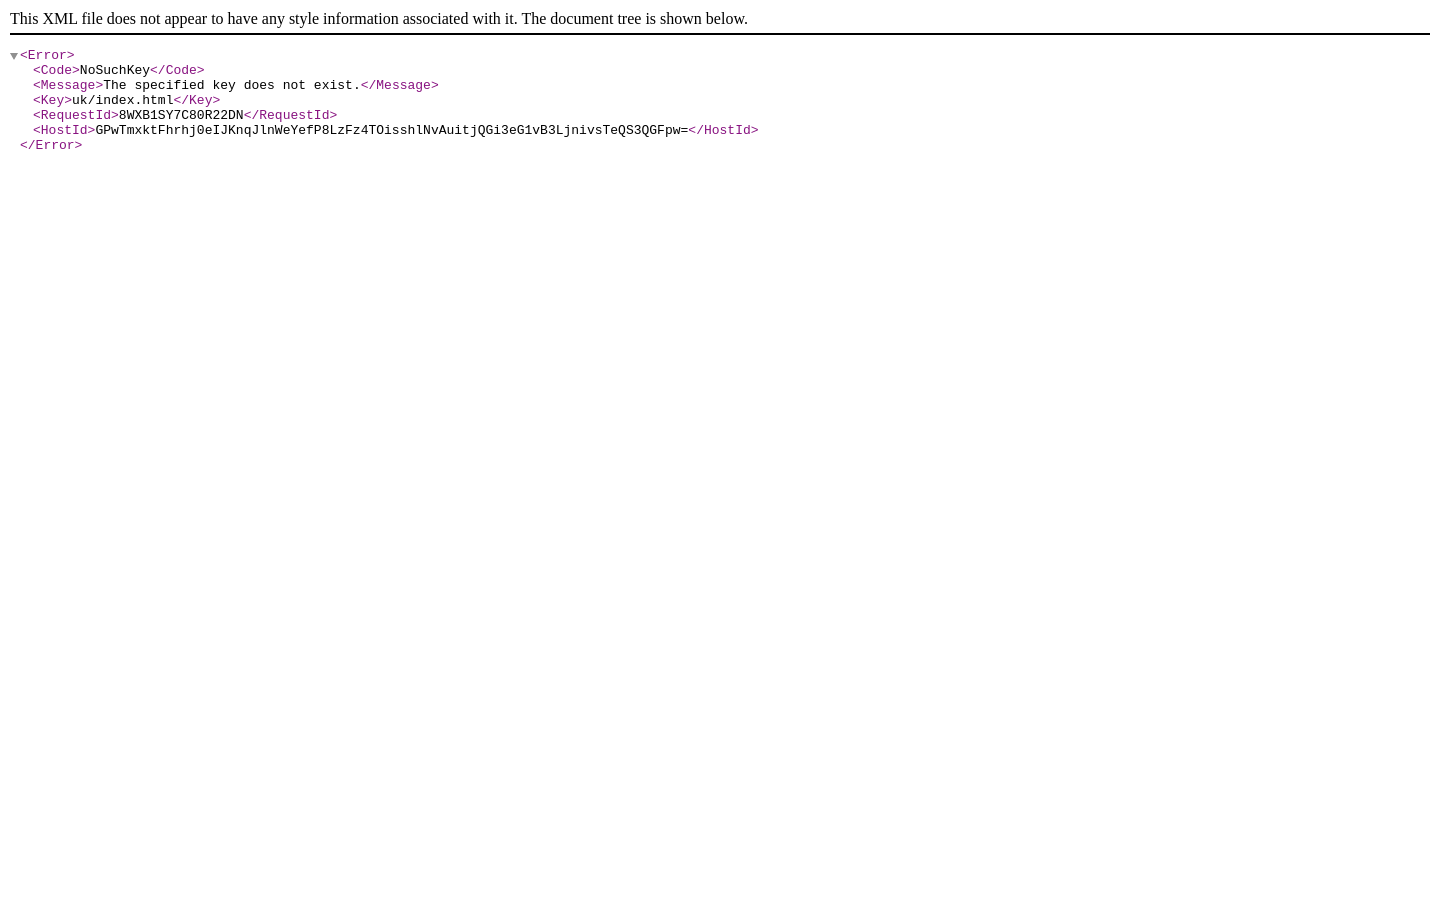 This XML file does not appear to have any style information associated with it. The document tree is shown below.
<Error>
<Code>NoSuchKey</Code>
<Message>The specified key does not exist.</Message>
<Key>uk/index.html</Key>
<RequestId>8WXB1SY7C80R22DN</RequestId>
<HostId>GPwTmxktFhrhj0eIJKnqJlnWeYefP8LzFz4TOisshlNvAuitjQGi3eG1vB3LjnivsTeQS3QGFpw=</HostId>
</Error>